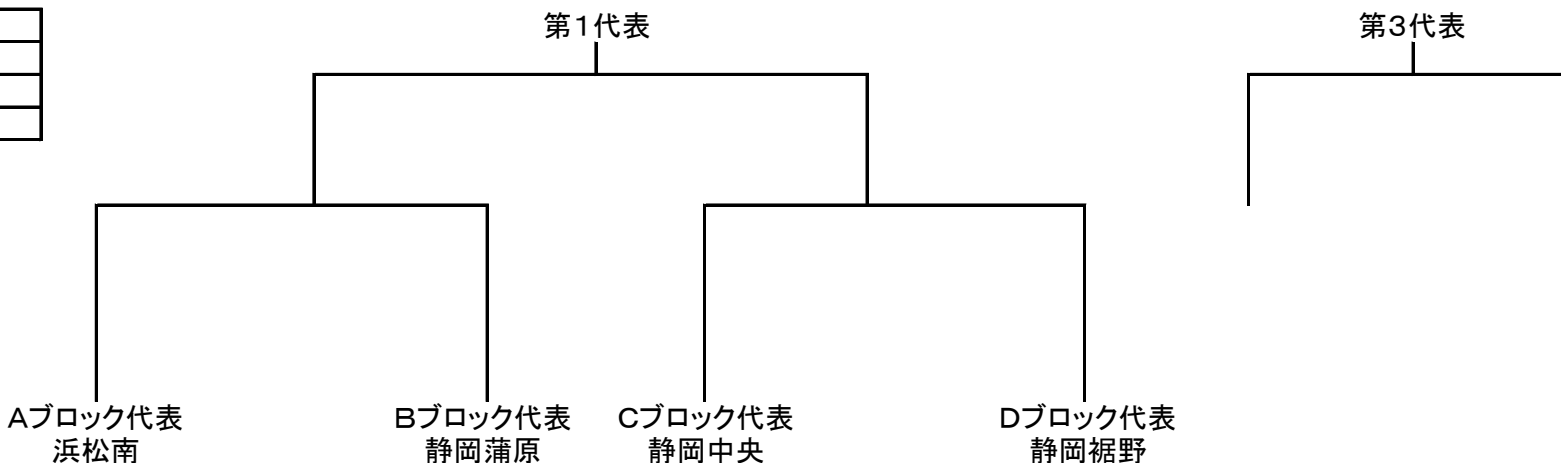 第1代表
第3代表
Aブロック代表
浜松南
Bブロック代表
静岡蒲原
Cブロック代表
静岡中央
Dブロック代表
静岡裾野